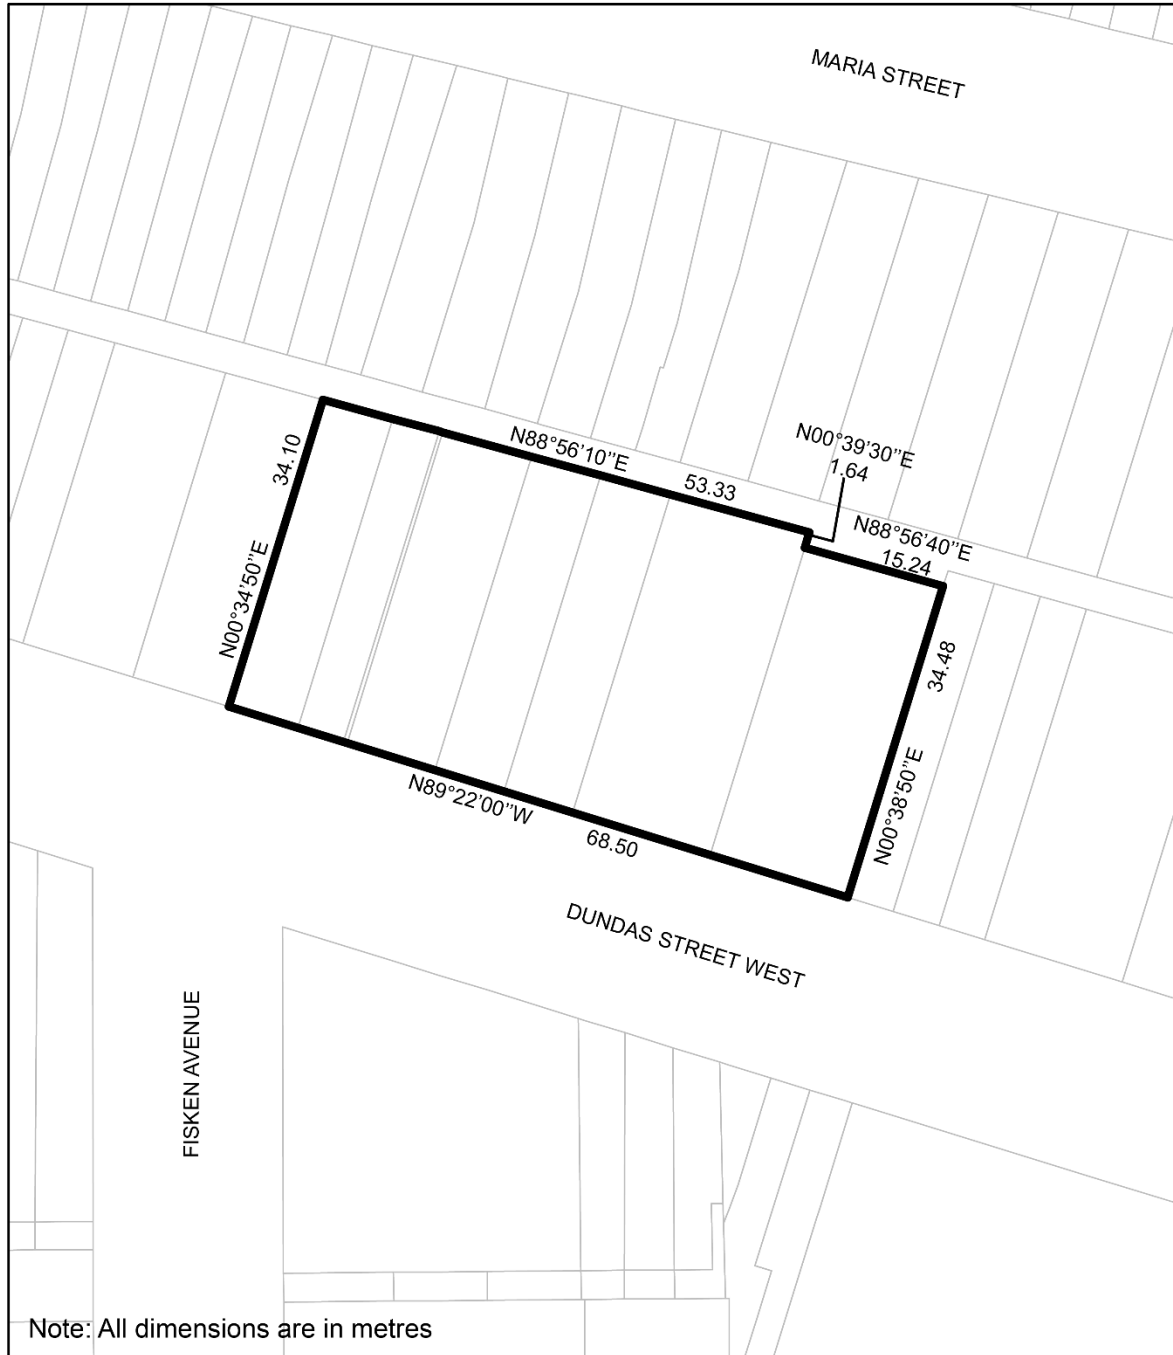 MARIA STREET
N00°39’30”E
1.64
N88°56’10”E
53.33
N88°56’40”E
15.24
34.10
N00°34’50”E
34.48
N00°38’50”E
N89°22’00”W
68.50
DUNDAS STREET WEST
FISKEN AVENUE
Note: All dimensions are in metres